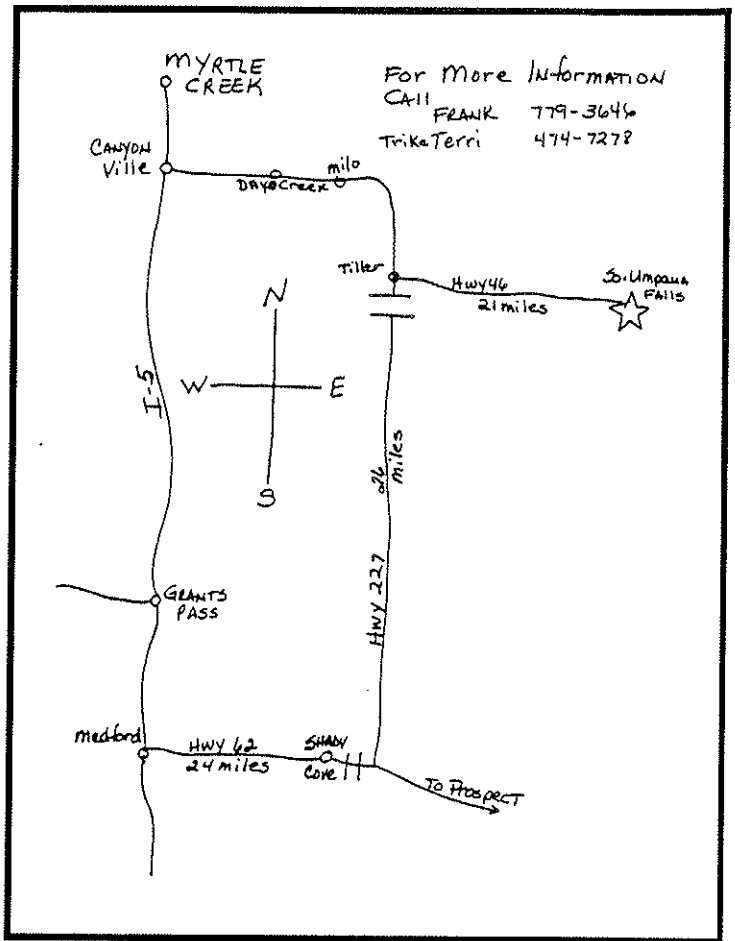 MYRTLE
CREEK
For More Information
CAll
FRANK 779-3646
Trike Terri 474-7278
CANYON
Ville
DAYS Creek
milo
Tiller
HWY 46
21 miles
So. Umpqua
FAlls
N
W
E
S
I-5
26
miles
HWY 227
GRANTS
PASS
Medford
HWY 62
24 miles
SHADY
Cove
To Prospect